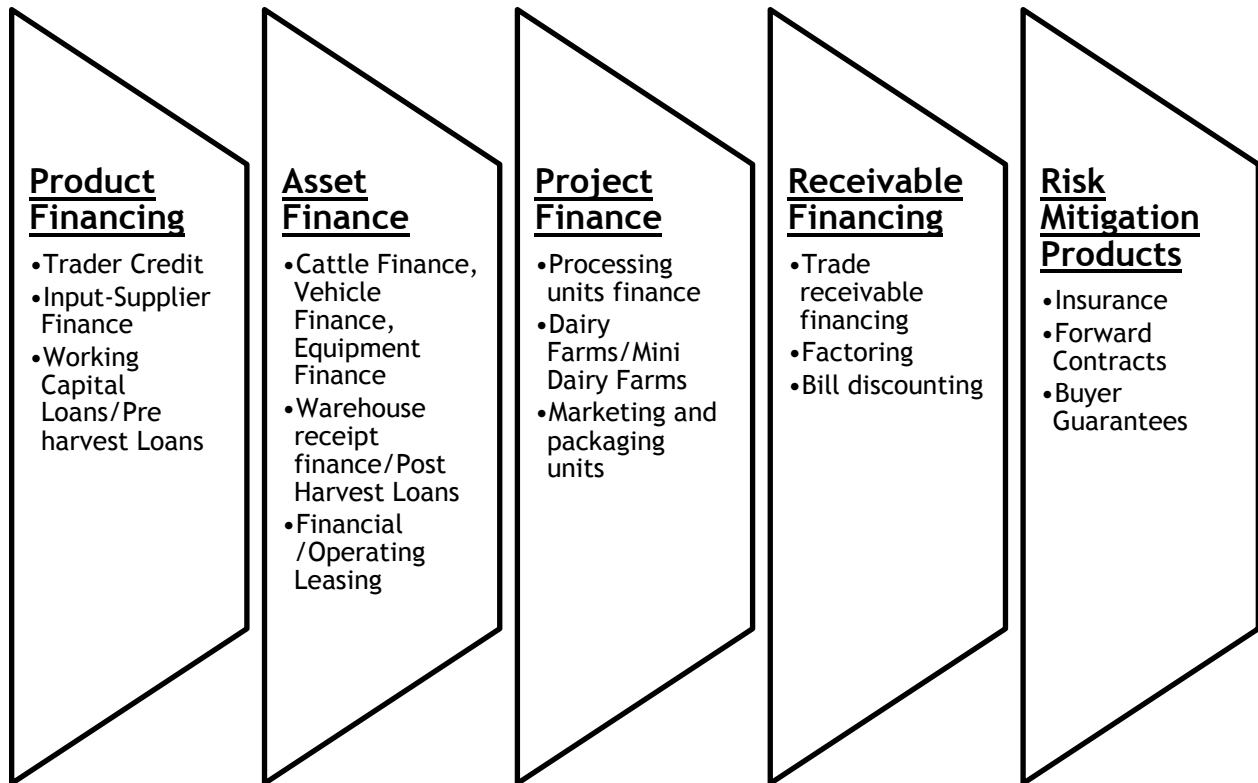 Product
Financing
•Trader Credit
•Input-Supplier
Finance
•Working
Capital
Loans/Pre
harvest Loans
Asset
Finance
•Cattle Finance,
Vehicle
Finance,
Equipment
Finance
•Warehouse
receipt
finance/Post
Harvest Loans
•Financial
/Operating
Leasing
Project
Finance
•Processing
units finance
•Dairy
Farms/Mini
Dairy Farms
•Marketing and
packaging
units
Receivable
Financing
•Trade
receivable
financing
•Factoring
•Bill discounting
Risk
Mitigation
Products
•Insurance
•Forward
Contracts
•Buyer
Guarantees